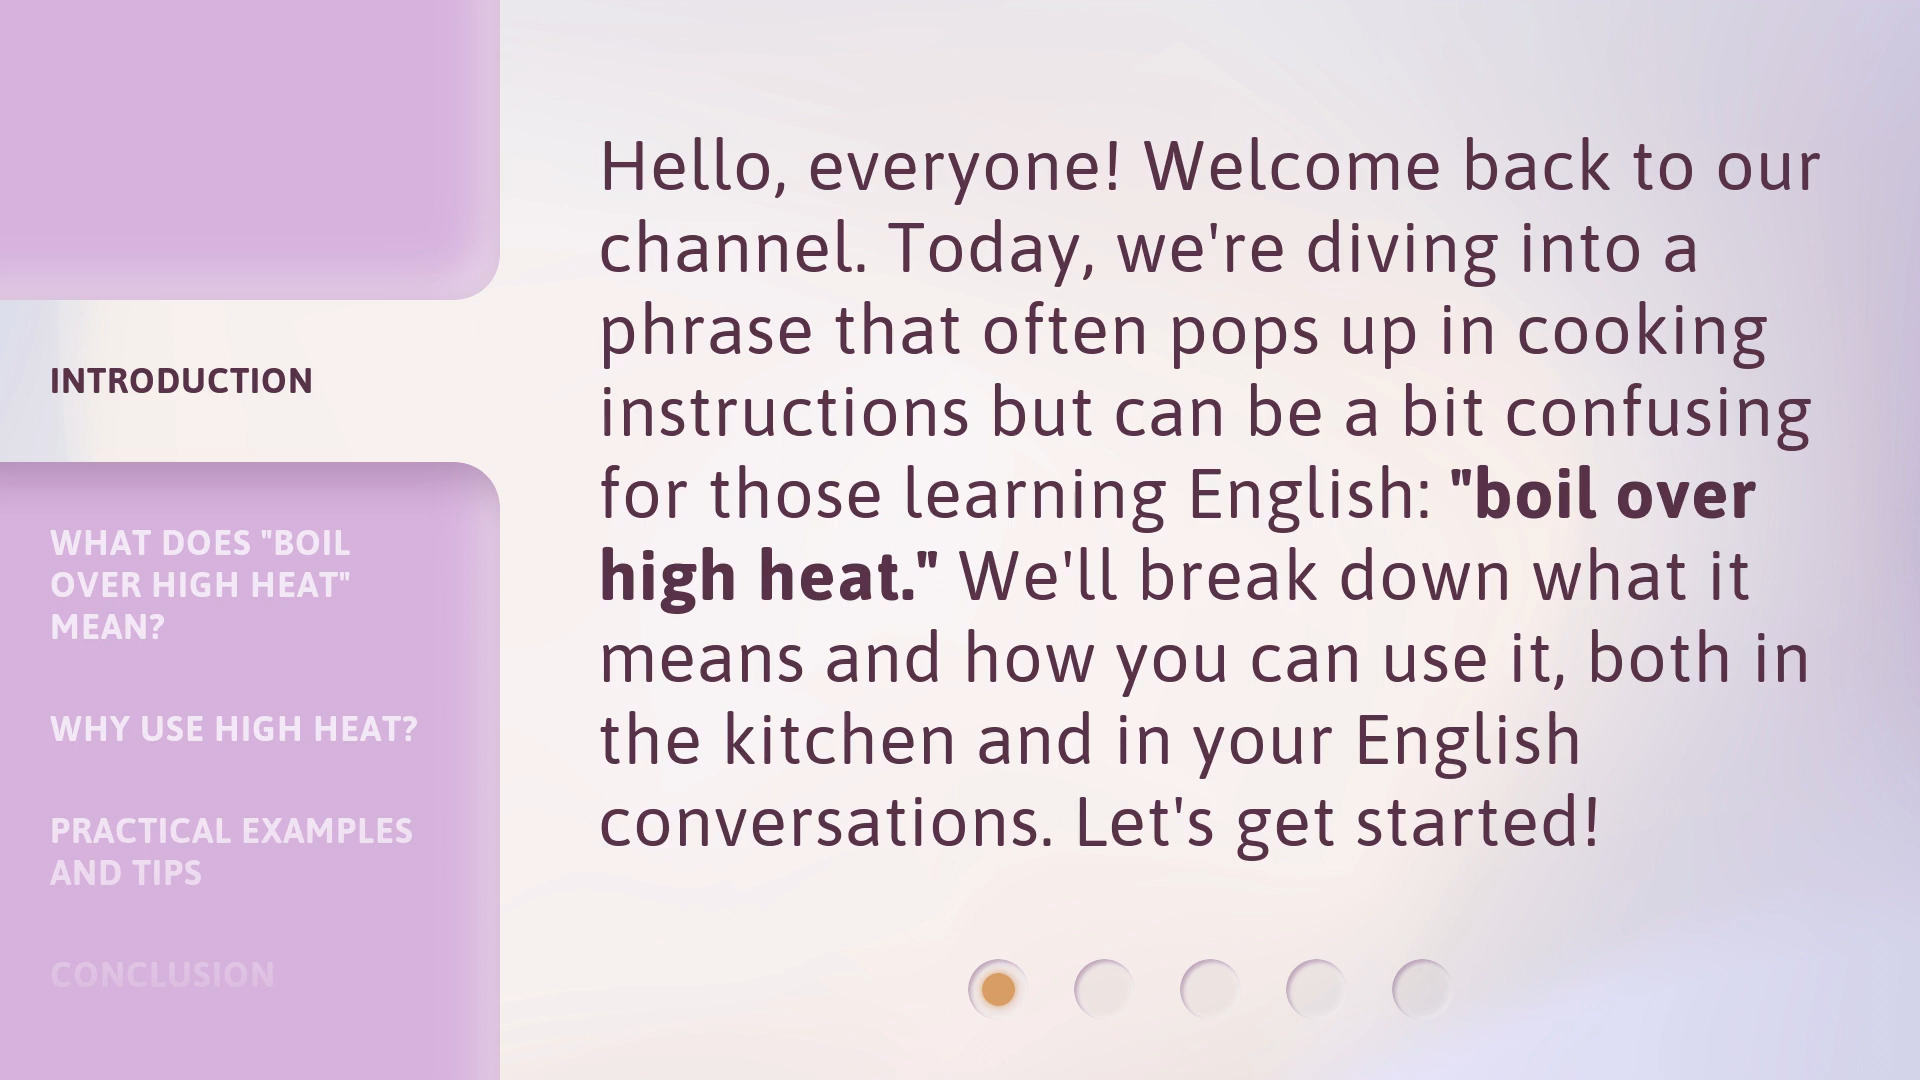 INTRODUCTION
WHAT DOES "BOIL
OVER HIGH HEAT"
MEAN?
WHY USE HIGH HEAT?
PRACTICAL EXAMPLES
AND TIPS
CONCLUSION
Hello, everyone! Welcome back to our
channel. Today, we're diving into a
phrase that often pops up in cooking
instructions but can be a bit confusing
for those learning English: "boil over
high heat." We'll break down what it
means and how you can use it, both in
the kitchen and in your English
conversations. Let's get started!